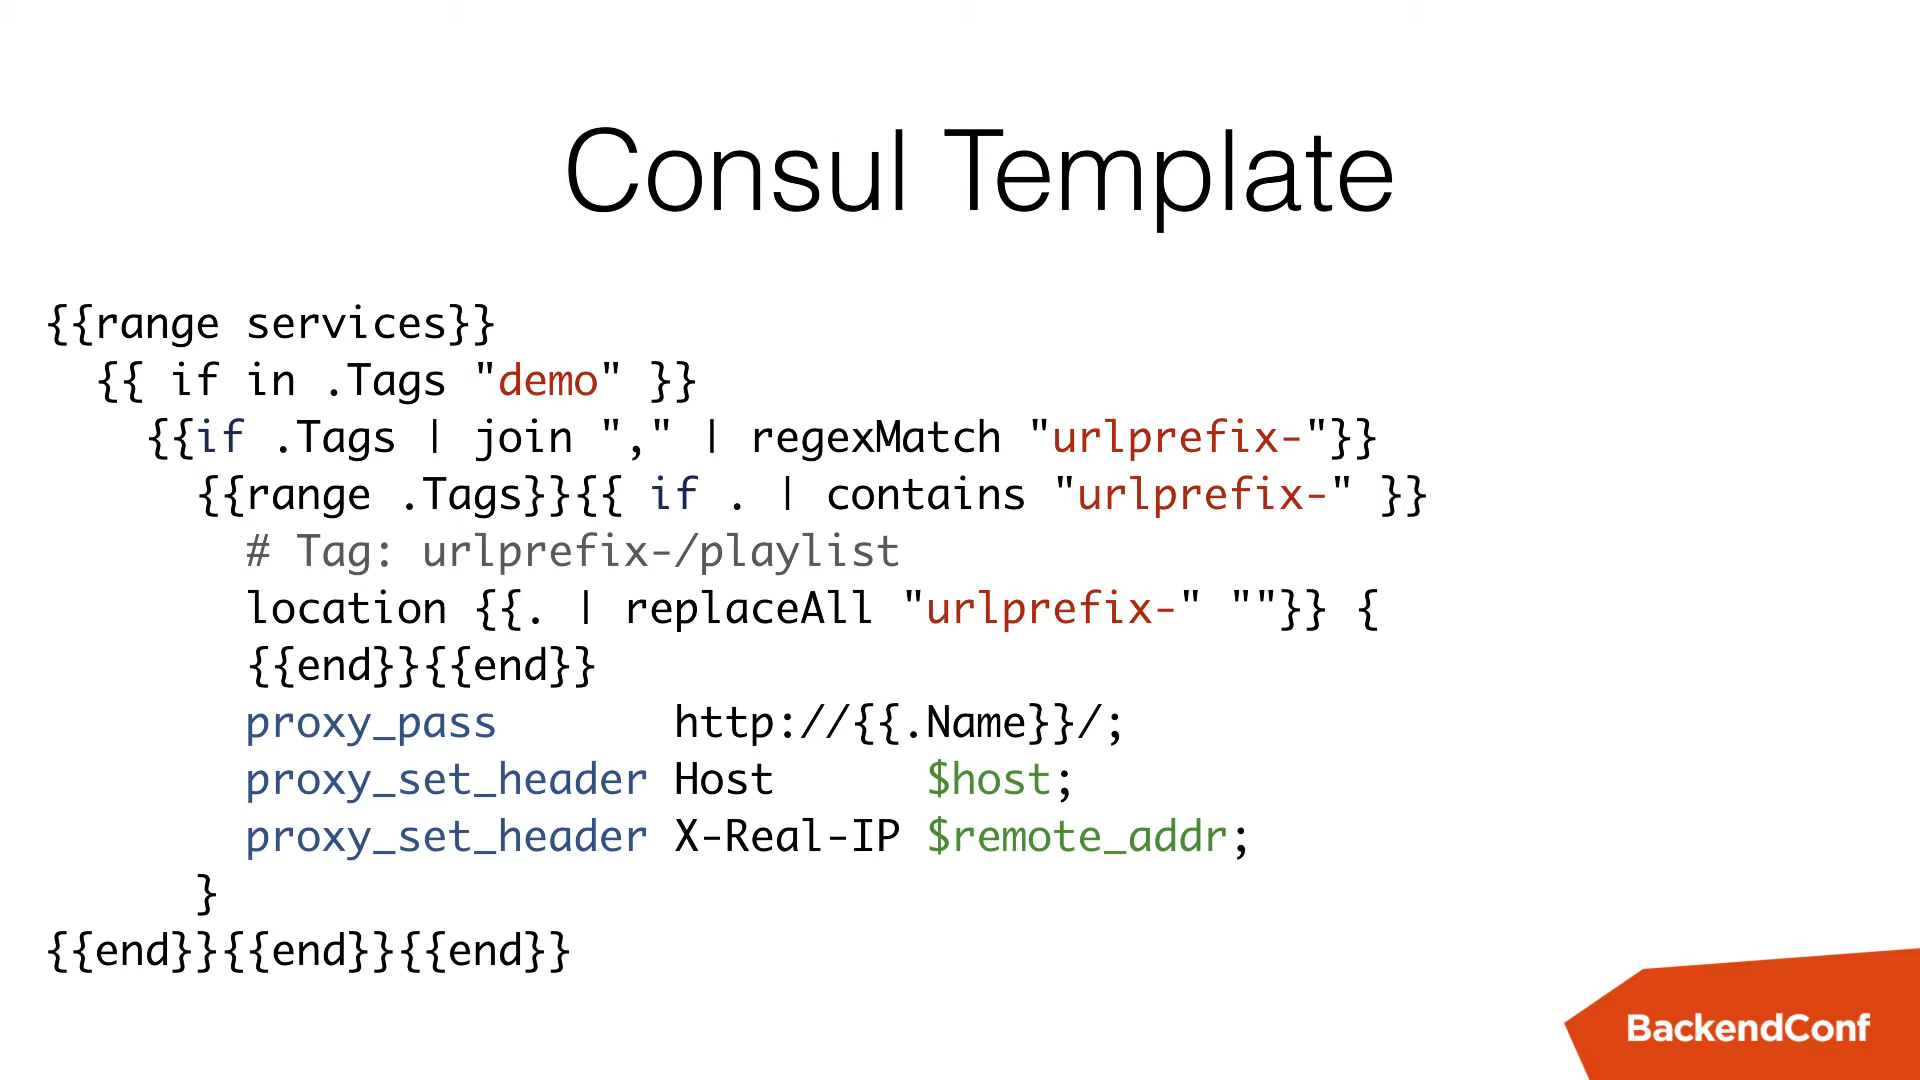 Consul Template
{{range services}}
{{ if in .Tags "demo" }}
{{if .Tags | join "," | regexMatch "urlprefix-"}}
{{range .Tags}}{{ if . | contains "urlprefix-" }}
# Tag: urlprefix-/playlist
location {{. | replaceAll "urlprefix-" ""}} {
{{end}}{{end}}
proxy_pass http://{{.Name}}/;
proxy_set_header Host $host;
proxy_set_header X-Real-IP $remote_addr;
}
{{end}}{{end}}{{end}}
BackendConf